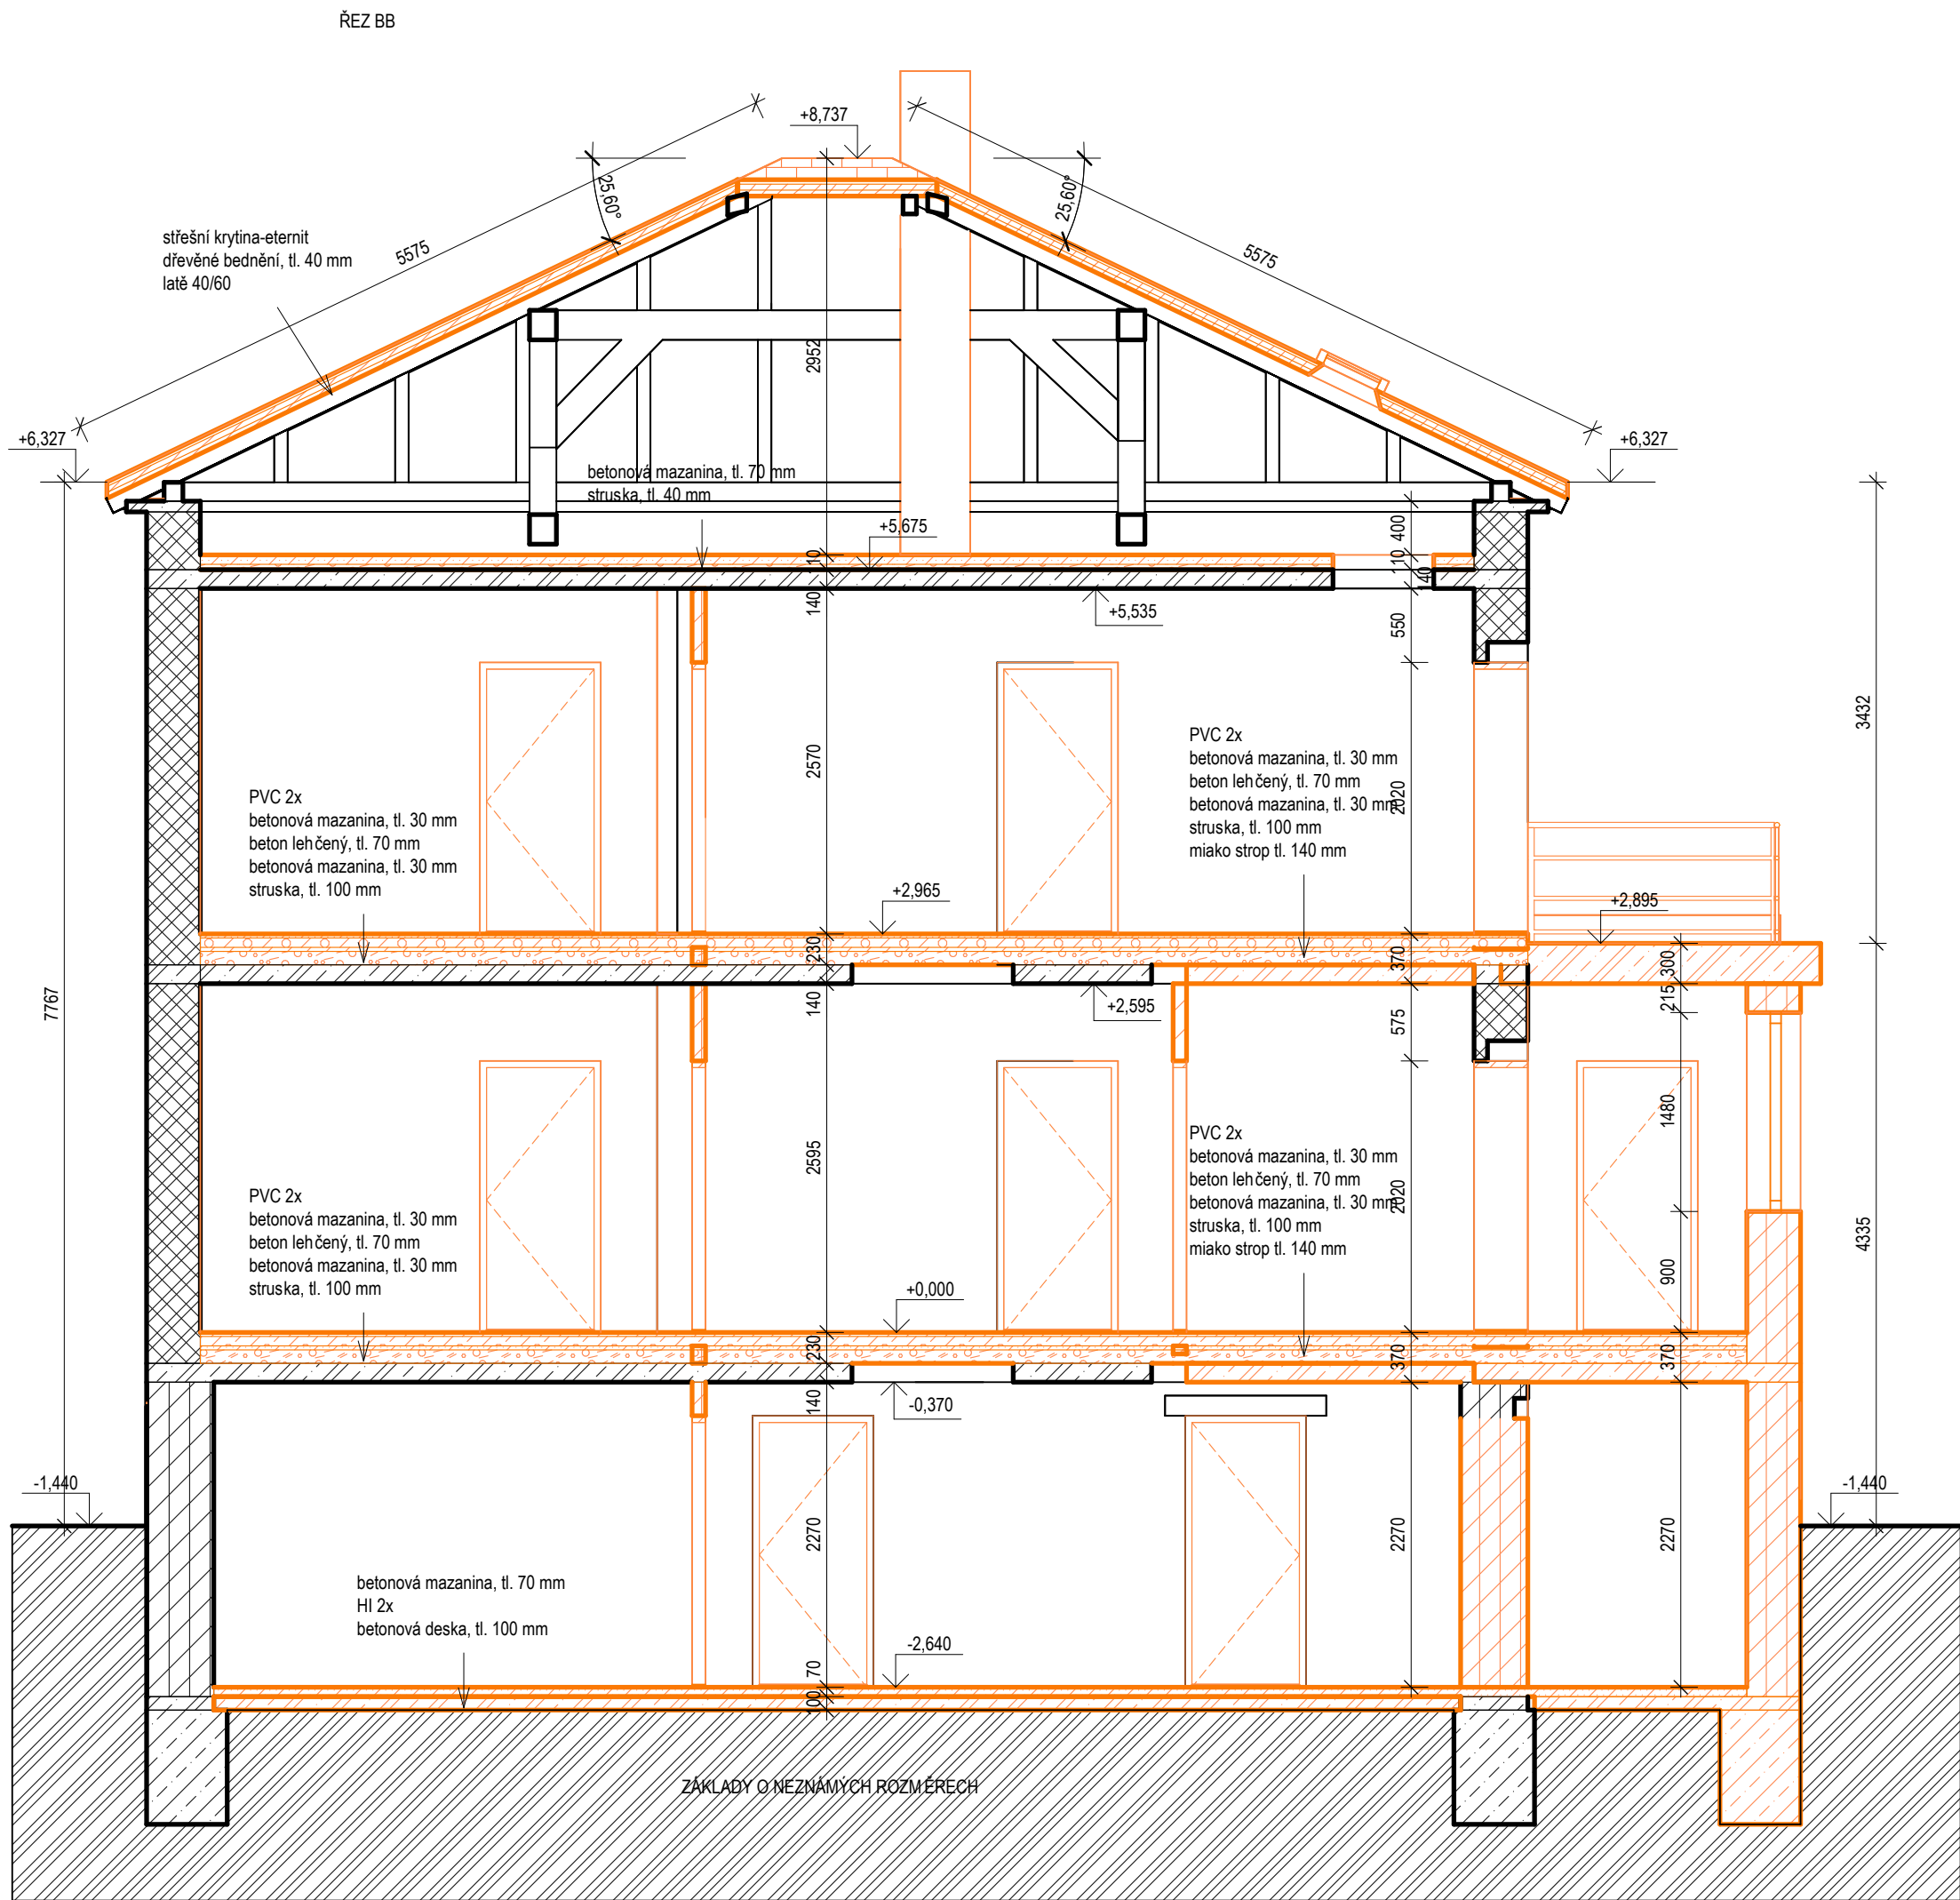 ŘEZ BB
+8,737
25,60°
25,60°
střešní krytina-eternit
dřevěné bednění, tl. 40 mm
latě 40/60
5575
5575
2952
+6,327
+6,327
betonová mazanina, tl. 70 mm
struska, tl. 40 mm
+5,675
400
110
110
140
140
+5,535
550
3432
2570
PVC 2x
betonová mazanina, tl. 30 mm
beton lehčený, tl. 70 mm
betonová mazanina, tl. 30 mm
struska, tl. 100 mm
miako strop tl. 140 mm
2020
PVC 2x
betonová mazanina, tl. 30 mm
beton lehčený, tl. 70 mm
betonová mazanina, tl. 30 mm
struska, tl. 100 mm
+2,965
+2,895
230
370
300
7767
140
+2,595
215
575
1480
2595
PVC 2x
betonová mazanina, tl. 30 mm
beton lehčený, tl. 70 mm
betonová mazanina, tl. 30 mm
struska, tl. 100 mm
miako strop tl. 140 mm
2020
PVC 2x
betonová mazanina, tl. 30 mm
beton lehčený, tl. 70 mm
betonová mazanina, tl. 30 mm
struska, tl. 100 mm
4335
900
+0,000
230
370
370
140
-0,370
-1,440
-1,440
2270
2270
2270
betonová mazanina, tl. 70 mm
HI 2x
betonová deska, tl. 100 mm
-2,640
70
100
ZÁKLADY O NEZNÁMÝCH ROZMĚRECH